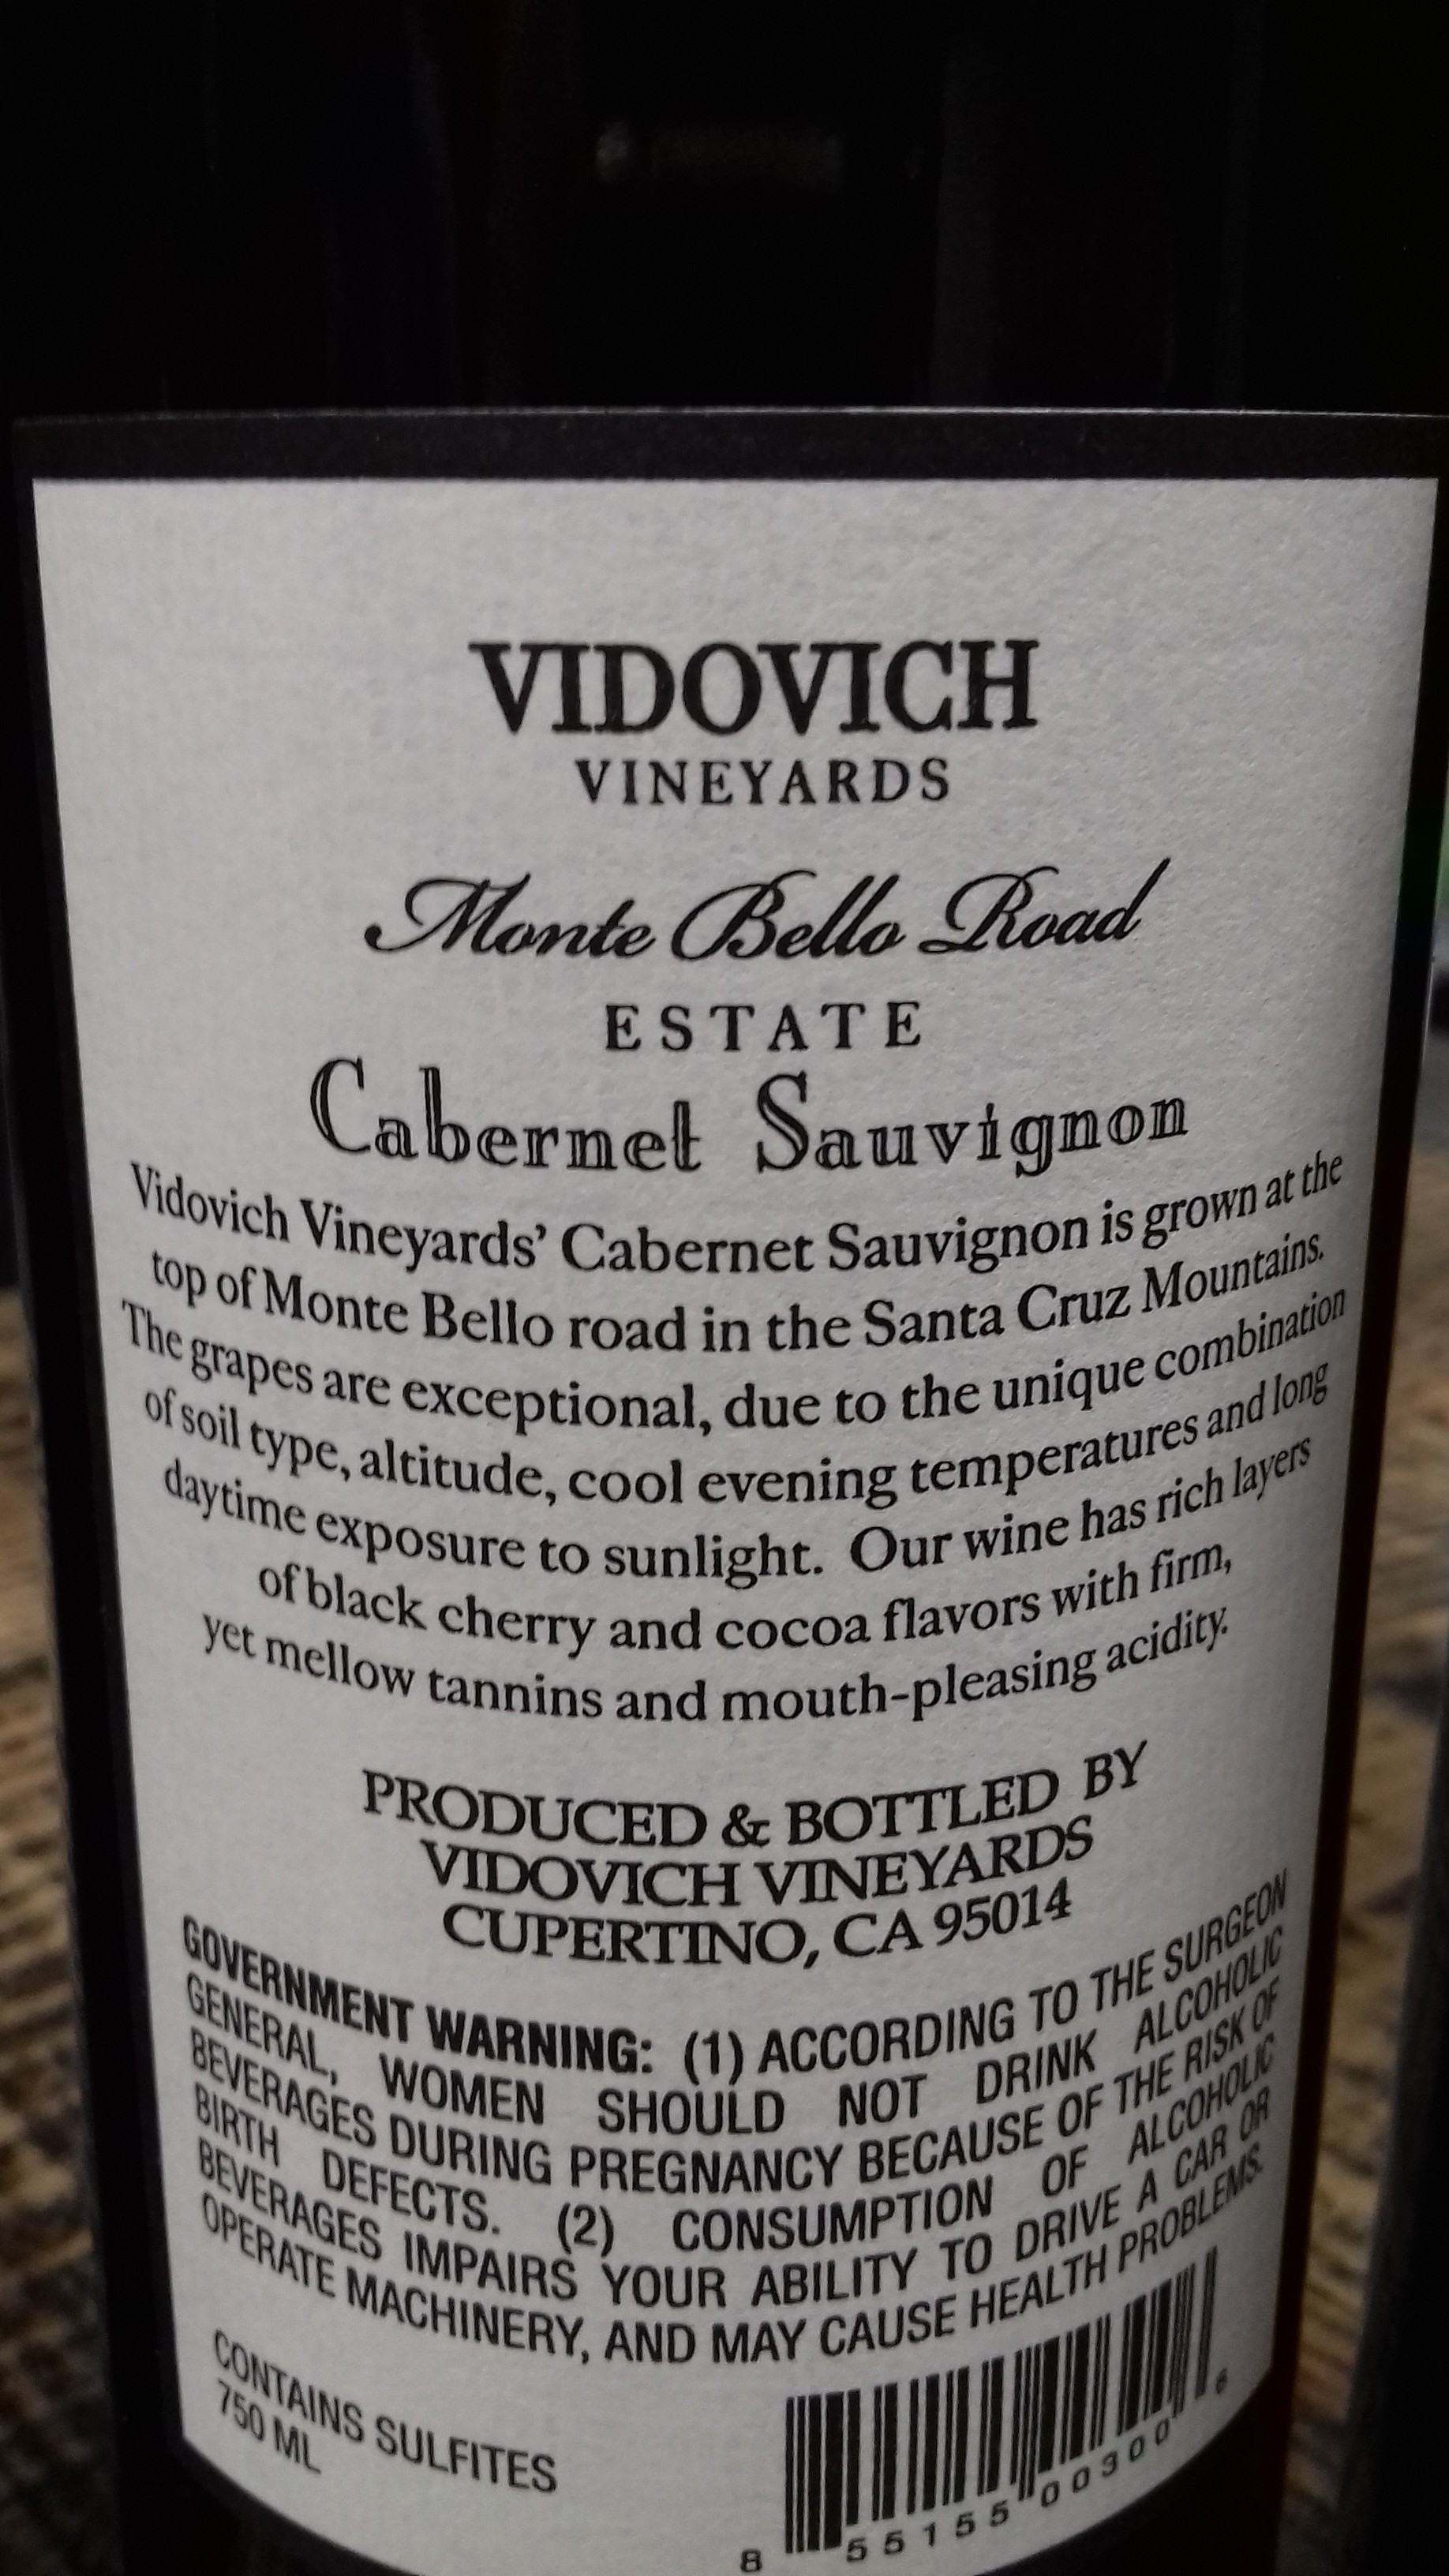 VIDOVICH
VINEYARDS
Monte Bello Road
ESTATE
Cabernet Sauvignon
Vidovich Vineyards' Cabernet Sauvignon is grown at the
top of Monte Bello road in the Santa Cruz Mountains.
The grapes are exceptional, due to the unique combination
of soil type, altitude, cool evening temperatures and long
daytime exposure to sunlight. Our wine has rich layers
of black cherry and cocoa flavors with firm,
yet mellow tannins and mouth-pleasing acidity.
PRODUCED & BOTTLED BY
VIDOVICH VINEYARDS
CUPERTINO, CA 95014
GOVERNMENT WARNING: (1) ACCORDING TO THE SURGEON
GENERAL, WOMEN SHOULD NOT DRINK ALCOHOLIC
BEVERAGES DURING PREGNANCY BECAUSE OF THE RISK OF
BIRTH DEFECTS. (2) CONSUMPTION OF ALCOHOLIC
BEVERAGES IMPAIRS YOUR ABILITY TO DRIVE A CAR OR
OPERATE MACHINERY, AND MAY CAUSE HEALTH PROBLEMS.
CONTAINS SULFITES
750 ML
8 55155 00300 6